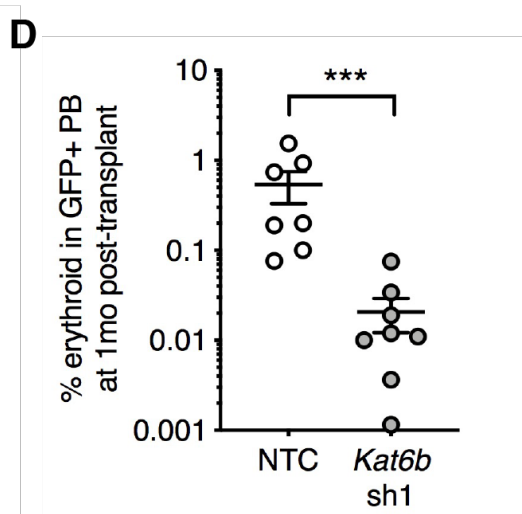 D
% erythroid in GFP+ PB
at 1mo post-transplant
10
1
0.1
0.01
0.001
***
NTC
Kat6b
sh1